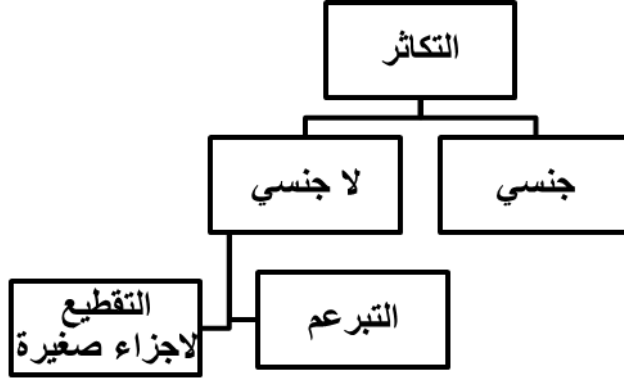 التكاثر
جنسي
لا جنسي
التبرعم
التقطيع
لاجزاء صغيرة